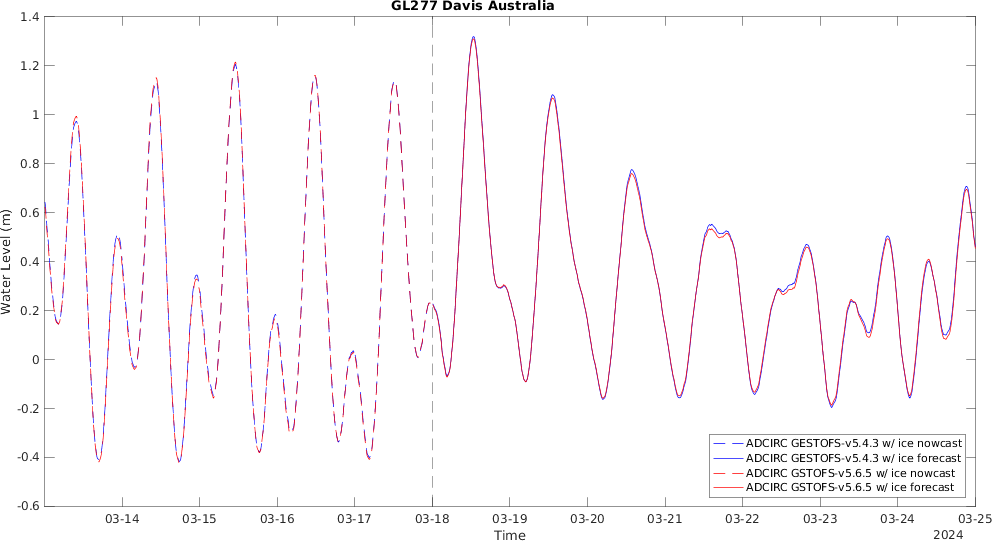 GL277 Davis Australia
1.4
1.2
1
0.8
0.6
0.4
0.2
0
-0.2
-0.4
-0.6
Water Level (m)
ADCIRC GESTOFS-v5.4.3 w/ ice nowcast
ADCIRC GESTOFS-v5.4.3 w/ ice forecast
ADCIRC GSTOFS-v5.6.5 w/ ice nowcast
ADCIRC GSTOFS-v5.6.5 w/ ice forecast
03-14 03-15 03-16 03-17 03-18 03-19 03-20 03-21 03-22 03-23 03-24 03-25
Time
2024